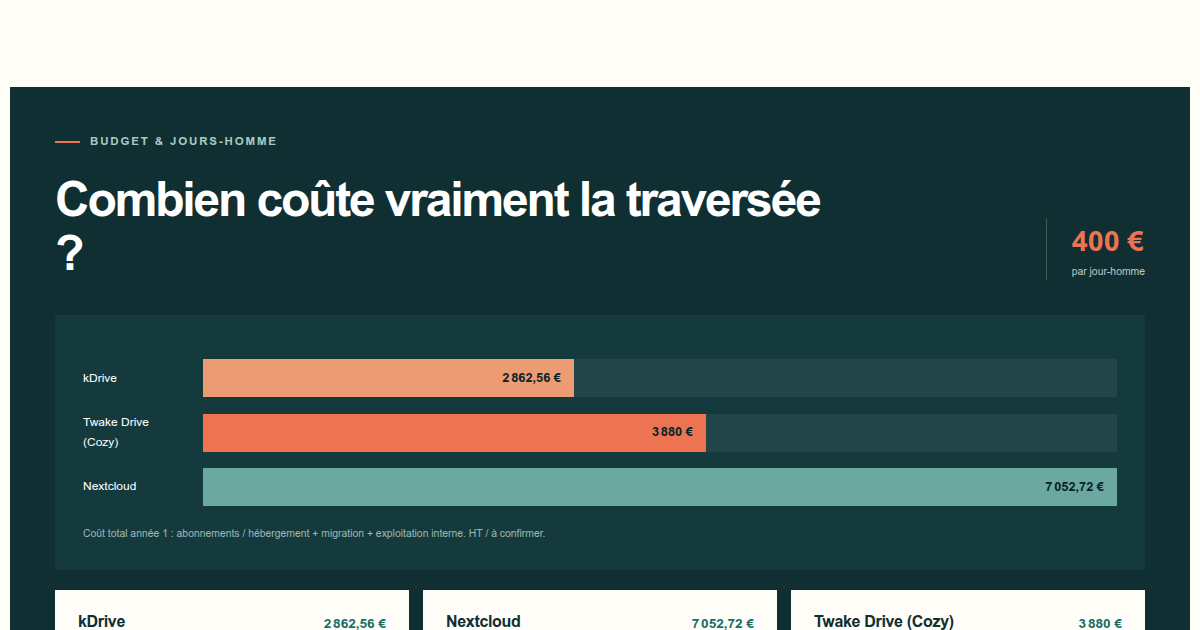 BUDGET & JOURS-HOMME
Combien coûte vraiment la traversée
?
400 €
par jour-homme
kDrive
2 862,56 €
Twake Drive
(Cozy)
3 880 €
Nextcloud
7 052,72 €
Coût total année 1 : abonnements / hébergement + migration + exploitation interne. HT / à confirmer.
kDrive
2 862,56 €
Nextcloud
7 052,72 €
Twake Drive (Cozy)
3 880 €